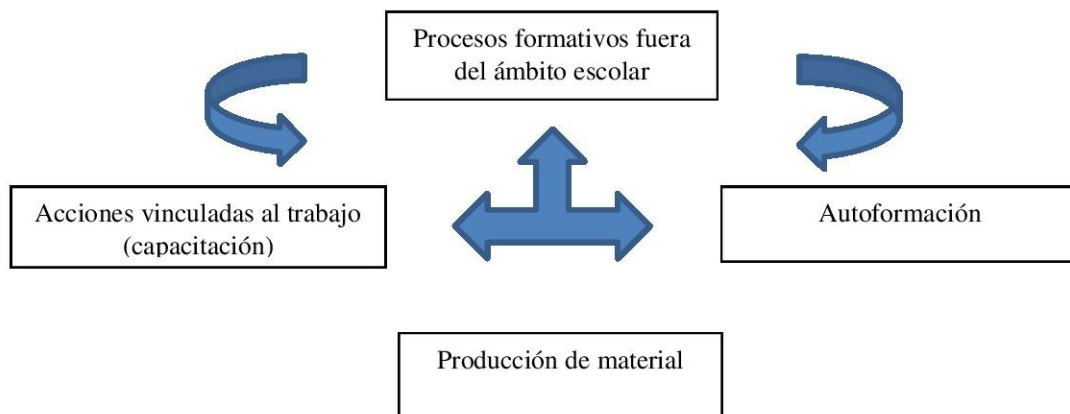 Procesos formativos fuera
del ámbito escolar
Acciones vinculadas al trabajo
(capacitación)
Autoformación
Producción de material